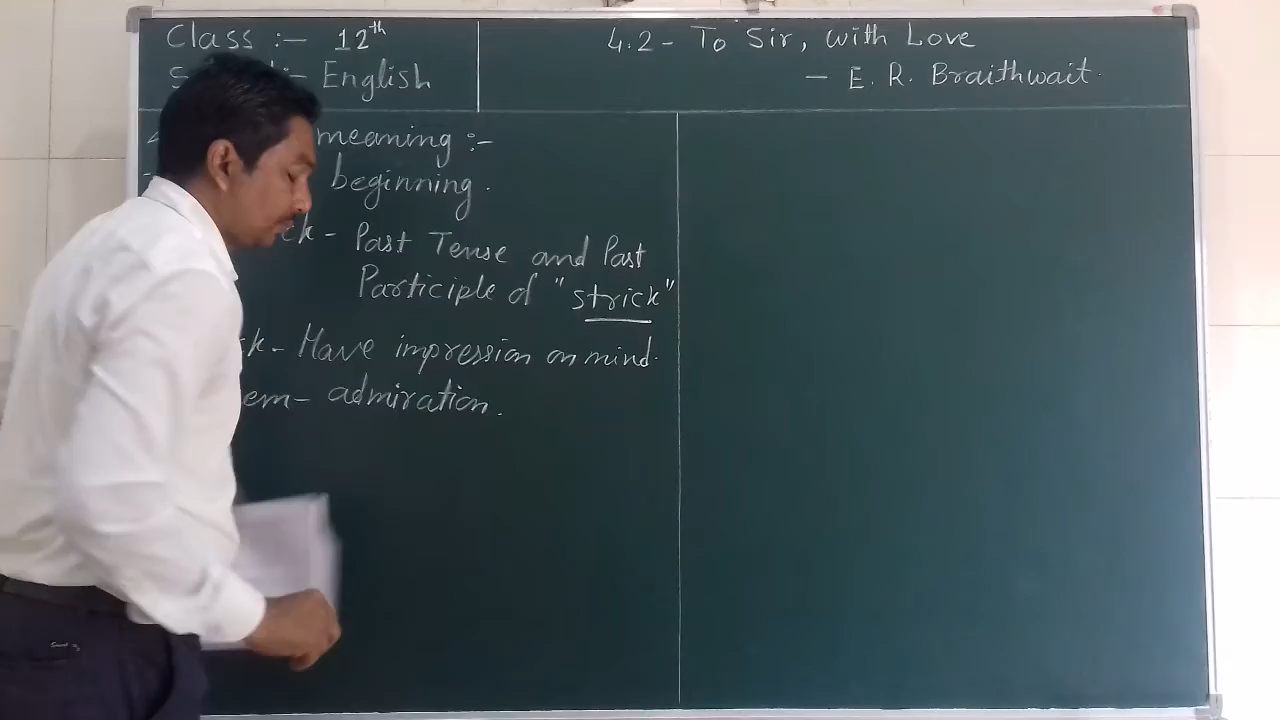 Class :- 12th
English
4.2- To Sir, with Love
- E. R. Braithwait.
meaning :-
beginning.
ck- Past Tense and Past
Participle of "strick"
k- Have impression on mind.
em- admiration.